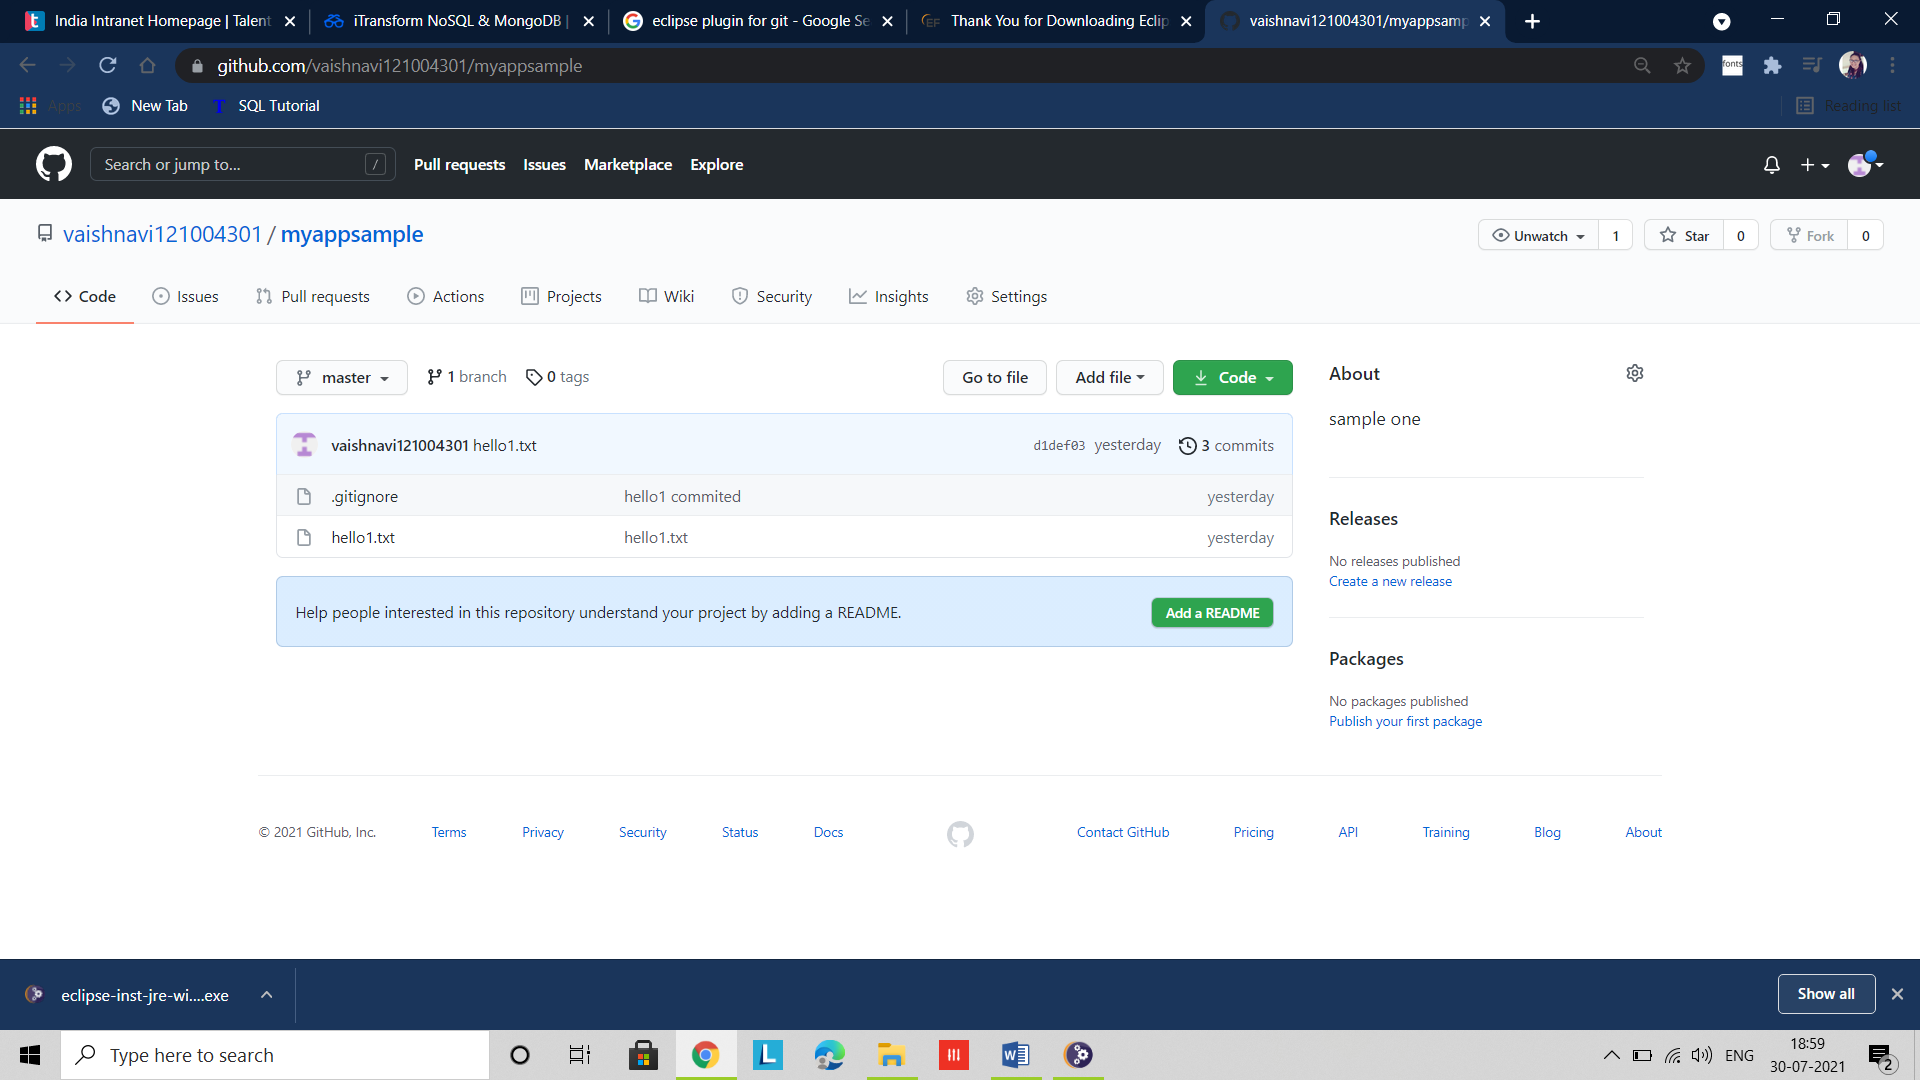 India Intranet Homepage | Talent
iTransform NoSQL & MongoDB |
eclipse plugin for git - Google Se
Thank You for Downloading Eclip
vaishnavi121004301/myappsamp
github.com/vaishnavi121004301/myappsample
fonts
Apps
New Tab
SQL Tutorial
Reading list
Search or jump to...
/
Pull requests
Issues
Marketplace
Explore
vaishnavi121004301 / myappsample
Unwatch
1
Star
0
Fork
0
Code
Issues
Pull requests
Actions
Projects
Wiki
Security
Insights
Settings
master
1 branch
0 tags
Go to file
Add file
Code
About
sample one
vaishnavi121004301 hello1.txt
d1def03 yesterday
3 commits
.gitignore
hello1 commited
yesterday
hello1.txt
hello1.txt
yesterday
Help people interested in this repository understand your project by adding a README.
Add a README
Releases
No releases published
Create a new release
Packages
No packages published
Publish your first package
© 2021 GitHub, Inc.
Terms
Privacy
Security
Status
Docs
Contact GitHub
Pricing
API
Training
Blog
About
eclipse-inst-jre-wi....exe
Show all
Type here to search
ENG
18:59
30-07-2021
2